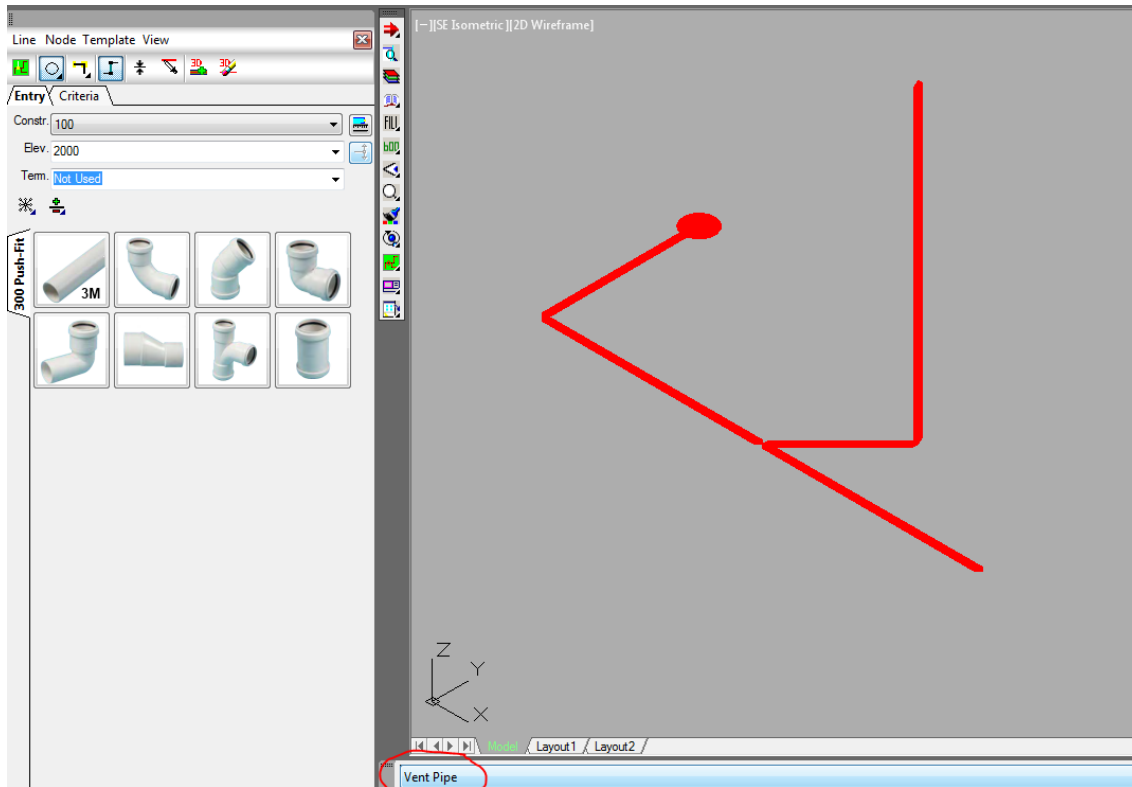 Line Node Template View
Entry Criteria
Constr. 100
Elev. 2000
Term. Not Used
300 Push-Fit
3M
[−][SE Isometric][2D Wireframe]
FILL
Z
Y
X
Model Layout1 Layout2
Vent Pipe